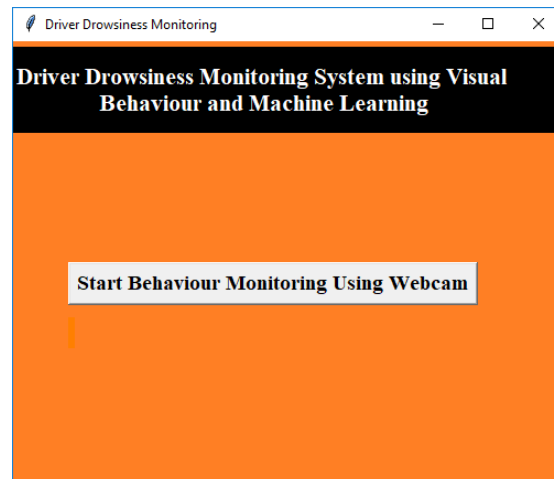 Driver Drowsiness Monitoring
Driver Drowsiness Monitoring System using Visual
Behaviour and Machine Learning
Start Behaviour Monitoring Using Webcam